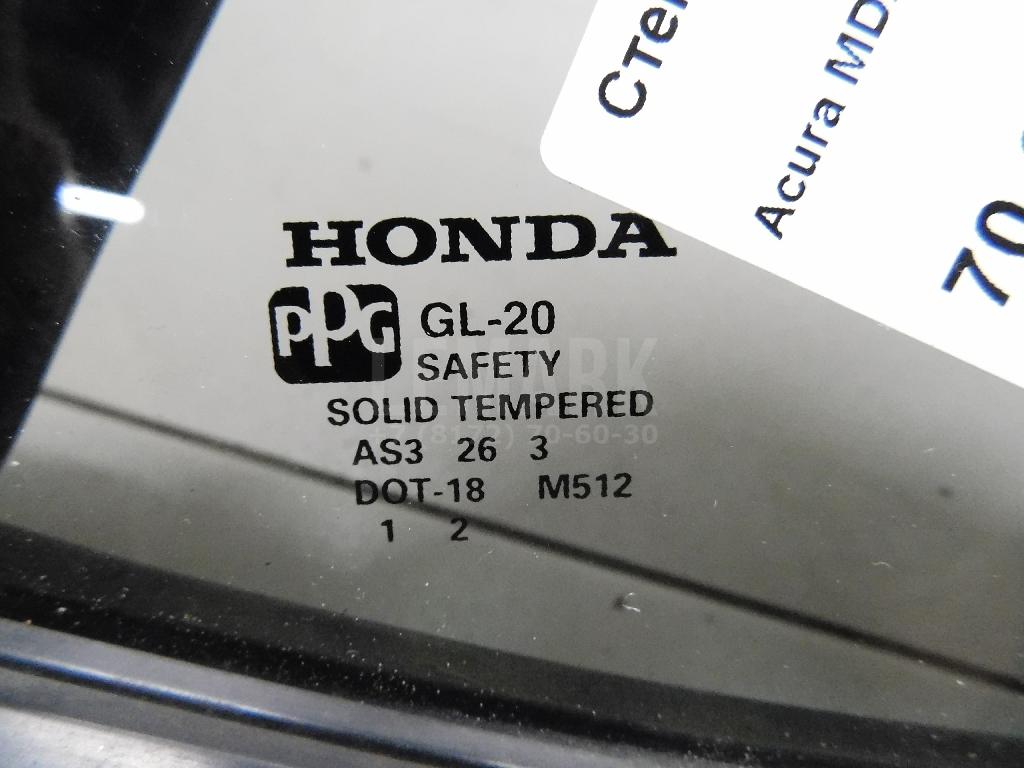 Acura
HONDA
PPG GL-20
SAFETY
SOLID TEMPERED
AS3 26 3
DOT-18 M512
1 2
70-60-30